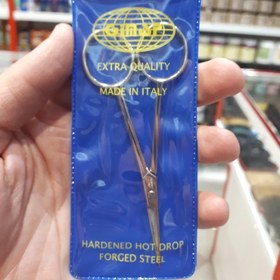 EXTRA QUALITY
MADE IN ITALY
HARDENED HOT DROP
FORGED STEEL